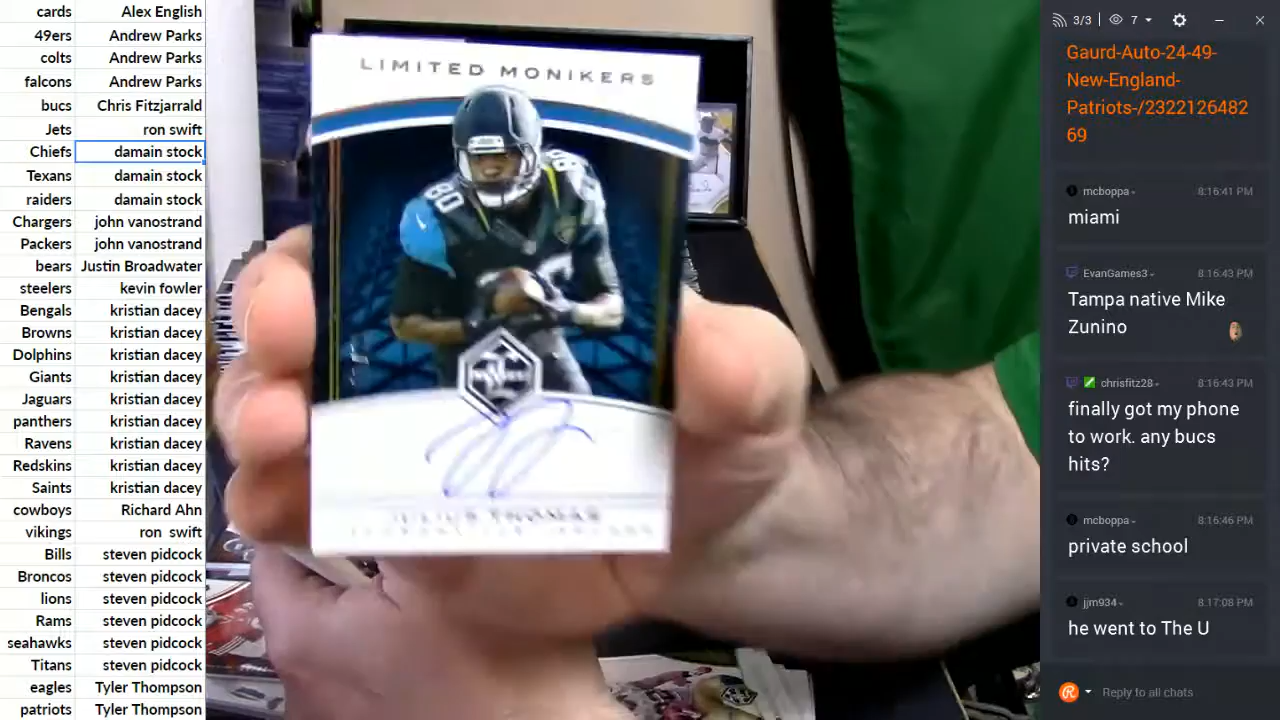 cards Alex English
49ers Andrew Parks
colts Andrew Parks
falcons Andrew Parks
bucs Chris Fitzjarrald
Jets ron swift
Chiefs damain stock
Texans damain stock
raiders damain stock
Chargers john vanostrand
Packers john vanostrand
bears Justin Broadwater
steelers kevin fowler
Bengals kristian dacey
Browns kristian dacey
Dolphins kristian dacey
Giants kristian dacey
Jaguars kristian dacey
panthers kristian dacey
Ravens kristian dacey
Redskins kristian dacey
Saints kristian dacey
cowboys Richard Ahn
vikings ron swift
Bills steven pidcock
Broncos steven pidcock
lions steven pidcock
Rams steven pidcock
seahawks steven pidcock
Titans steven pidcock
eagles Tyler Thompson
patriots Tyler Thompson
LIMITED MONIKERS
80
JULIUS THOMAS
3/3 7
Gaurd-Auto-24-49-
New-England-
Patriots-/2322126482
69
mcboppa 8:16:41 PM
miami
EvanGames3 8:16:43 PM
Tampa native Mike
Zunino
chrisfitz28 8:16:43 PM
finally got my phone
to work. any bucs
hits?
mcboppa 8:16:46 PM
private school
jjm934 8:17:08 PM
he went to The U
Reply to all chats